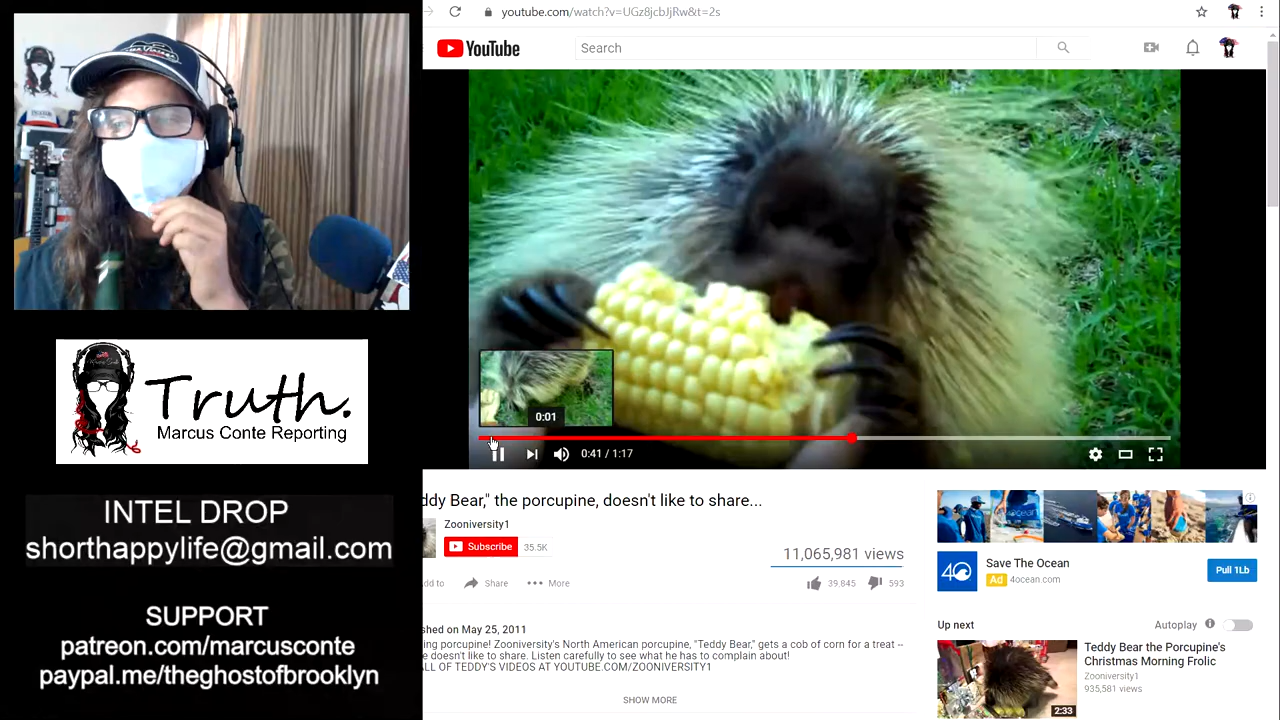 youtube.com/watch?v=UGz8jcbJjRw&t=2s
YouTube
Search
0:01
0:41 / 1:17
Truth.
Marcus Conte Reporting
INTEL DROP
shorthappylife@gmail.com
SUPPORT
patreon.com/marcusconte
paypal.me/theghostofbrooklyn
ddy Bear," the porcupine, doesn't like to share...
Zooniversity1
Subscribe 35.5K
11,065,981 views
dd to Share More 39,845 593
shed on May 25, 2011
ing porcupine! Zooniversity's North American porcupine, "Teddy Bear," gets a cob of corn for a treat --
e doesn't like to share. Listen carefully to see what he has to complain about!
ALL OF TEDDY'S VIDEOS AT YOUTUBE.COM/ZOONIVERSITY1
SHOW MORE
Save The Ocean
Ad 4ocean.com
Pull 1Lb
4O
Up next
Autoplay
Teddy Bear the Porcupine's
Christmas Morning Frolic
Zooniversity1
935,581 views
2:33